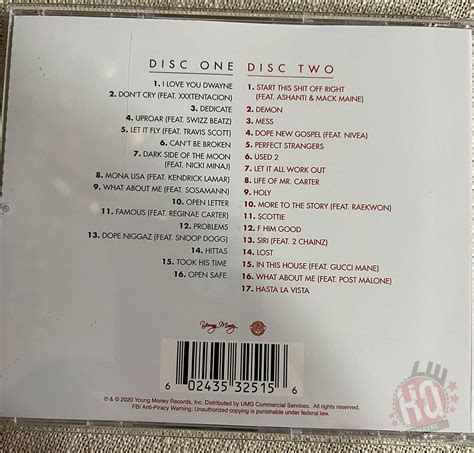 DISC ONE
1. I LOVE YOU DWAYNE
2. DON'T CRY (FEAT. XXXTENTACION)
3. DEDICATE
4. UPROAR (FEAT. SWIZZ BEATZ)
5. LET IT FLY (FEAT. TRAVIS SCOTT)
6. CAN'T BE BROKEN
7. DARK SIDE OF THE MOON
(FEAT. NICKI MINAJ)
8. MONA LISA (FEAT. KENDRICK LAMAR)
9. WHAT ABOUT ME (FEAT. SOSAMANN)
10. OPEN LETTER
11. FAMOUS (FEAT. REGINAE CARTER)
12. PROBLEMS
13. DOPE NIGGAZ (FEAT. SNOOP DOGG)
14. HITTAS
15. TOOK HIS TIME
16. OPEN SAFE
DISC TWO
1. START THIS SHIT OFF RIGHT
(FEAT. ASHANTI & MACK MAINE)
2. DEMON
3. MESS
4. DOPE NEW GOSPEL (FEAT. NIVEA)
5. PERFECT STRANGERS
6. USED 2
7. LET IT ALL WORK OUT
8. LIFE OF MR. CARTER
9. HOLY
10. MORE TO THE STORY (FEAT. RAEKWON)
11. SCOTTIE
12. F HIM GOOD
13. SIRI (FEAT. 2 CHAINZ)
14. LOST
15. IN THIS HOUSE (FEAT. GUCCI MANE)
16. WHAT ABOUT ME (FEAT. POST MALONE)
17. HASTA LA VISTA
Young Money
6 02435 32515 6
℗ & © 2020 Young Money Records, Inc. Distributed by UMG Commercial Services. All rights reserved.
FBI Anti-Piracy Warning: Unauthorized copying is punishable under federal law.
HQ